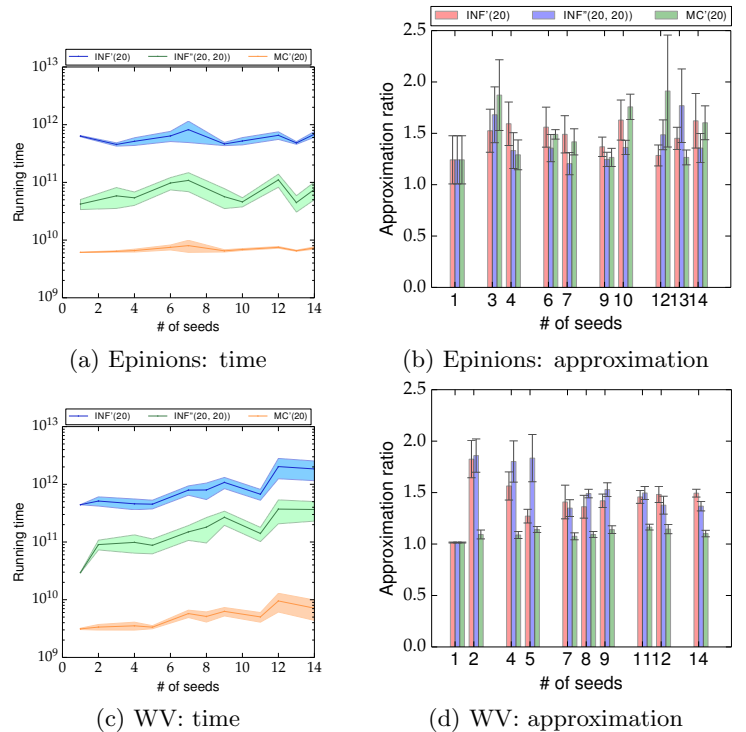 INF'(20) INF"(20, 20)) MC'(20)
10^13
10^12
10^11
10^10
10^9
Running time
0 2 4 6 8 10 12 14
# of seeds
(a) Epinions: time
INF'(20) INF"(20, 20)) MC'(20)
2.5
2.0
1.5
1.0
0.5
0.0
Approximation ratio
1 3 4 6 7 9 10 12 13 14
# of seeds
(b) Epinions: approximation
INF'(20) INF"(20, 20)) MC'(20)
10^13
10^12
10^11
10^10
10^9
Running time
0 2 4 6 8 10 12 14
# of seeds
(c) WV: time
2.5
2.0
1.5
1.0
0.5
0.0
Approximation ratio
1 2 4 5 7 8 9 11 12 14
# of seeds
(d) WV: approximation